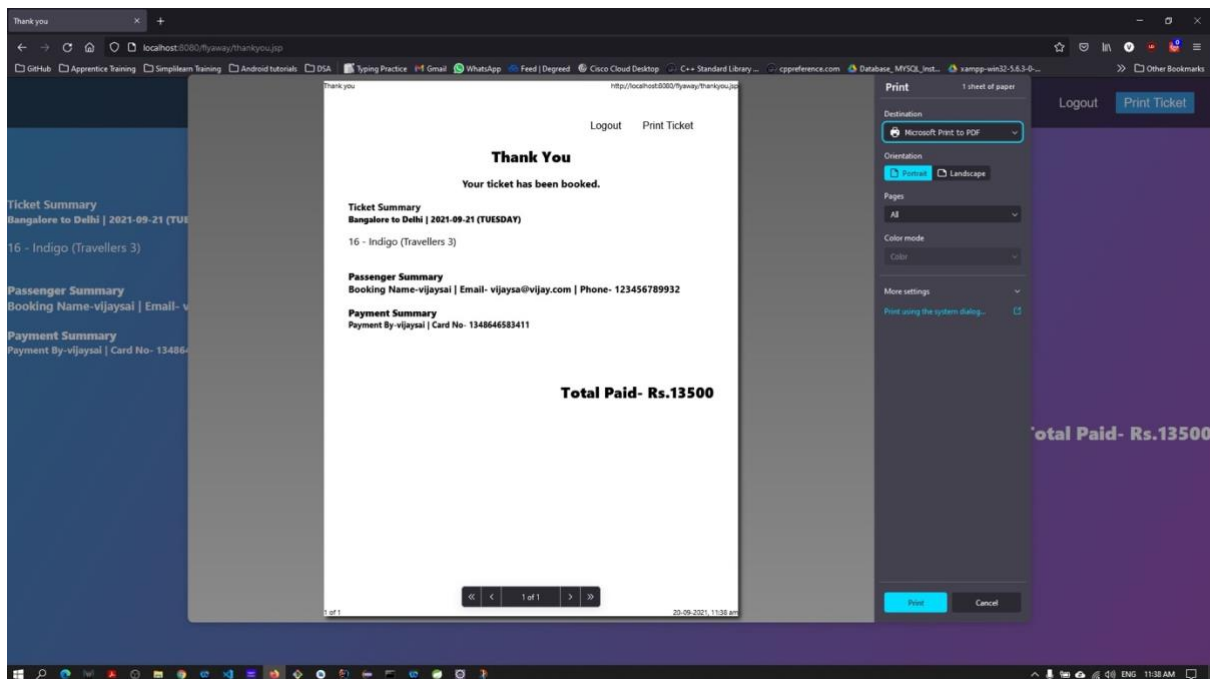 Thank you
localhost:8080/flyaway/thankyou.jsp
GitHub Apprentice Training Simplilearn Training Android tutorials DSA Typing Practice Gmail WhatsApp Feed | Degreed Cisco Cloud Desktop C++ Standard Library ... cppreference.com Database_MYSQL_Inst... xampp-win32-5.6.3-0-... Other Bookmarks
Logout Print Ticket
Ticket Summary
Bangalore to Delhi | 2021-09-21 (TUE
16 - Indigo (Travellers 3)
Passenger Summary
Booking Name-vijaysai | Email- v
Payment Summary
Payment By-vijaysai | Card No- 13486
otal Paid- Rs.13500
Thank you http://localhost:8080/flyaway/thankyou.jsp
Logout Print Ticket
Thank You
Your ticket has been booked.
Ticket Summary
Bangalore to Delhi | 2021-09-21 (TUESDAY)
16 - Indigo (Travellers 3)
Passenger Summary
Booking Name-vijaysai | Email- vijaysa@vijay.com | Phone- 123456789932
Payment Summary
Payment By-vijaysai | Card No- 1348646583411
Total Paid- Rs.13500
1 of 1
1 of 1 20-09-2021, 11:38 am
Print 1 sheet of paper
Destination
Microsoft Print to PDF
Orientation
Portrait Landscape
Pages
All
Color mode
Color
More settings
Print using the system dialog...
Print Cancel
ENG 11:38 AM